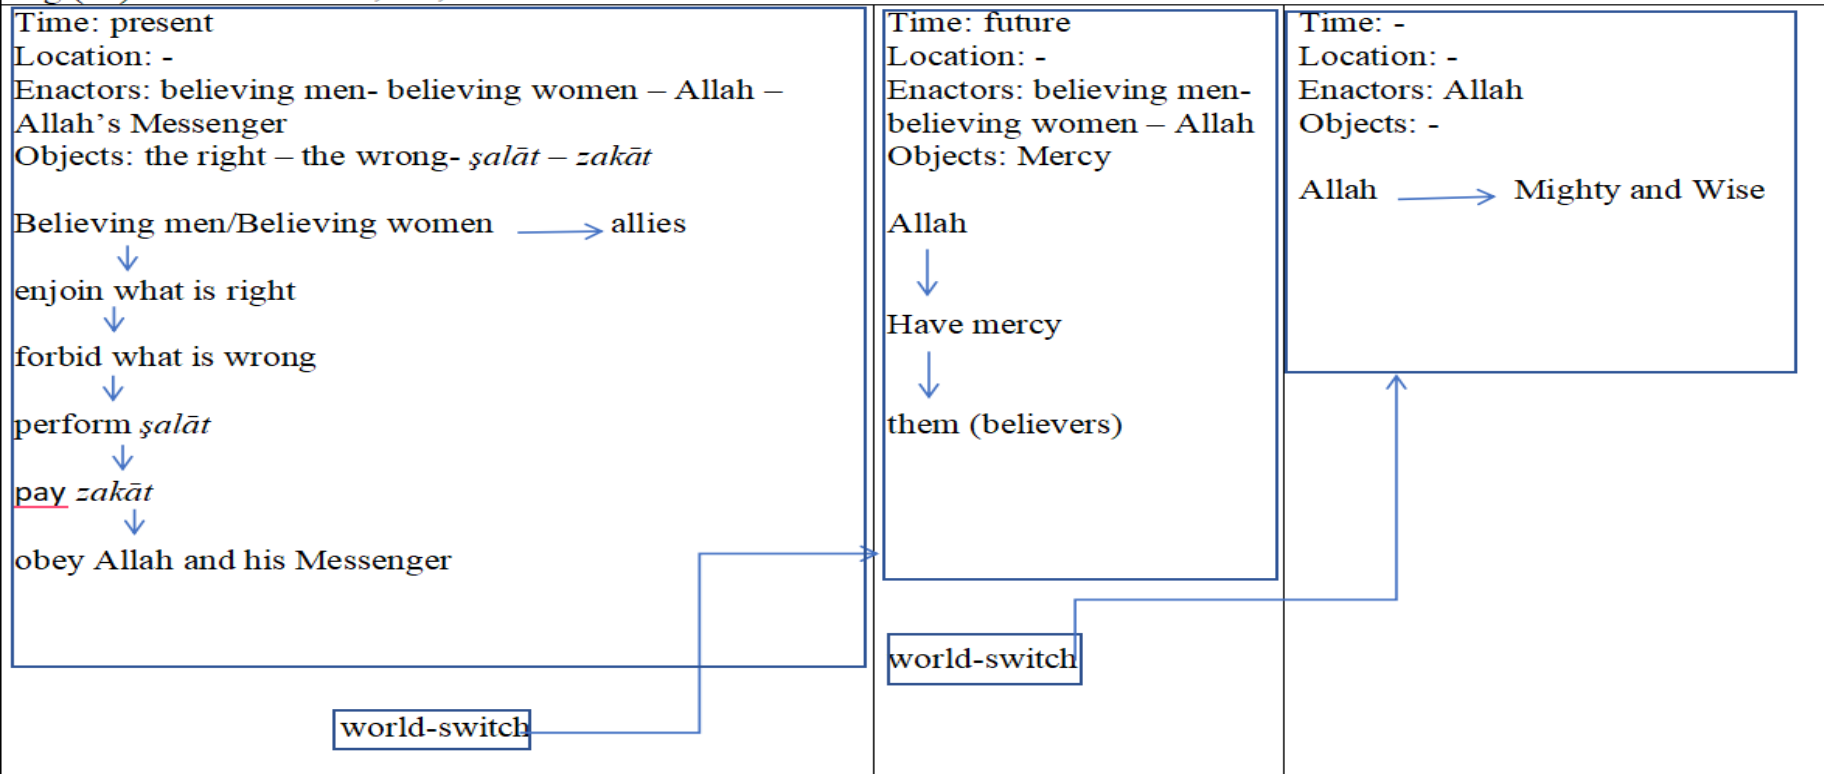 Time: present
Location: -
Enactors: believing men- believing women – Allah –
Allah’s Messenger
Objects: the right – the wrong- şalāt – zakāt
Believing men/Believing women allies
enjoin what is right
forbid what is wrong
perform şalāt
pay zakāt
obey Allah and his Messenger
world-switch
Time: future
Location: -
Enactors: believing men-
believing women – Allah
Objects: Mercy
Allah
Have mercy
them (believers)
world-switch
Time: -
Location: -
Enactors: Allah
Objects: -
Allah Mighty and Wise